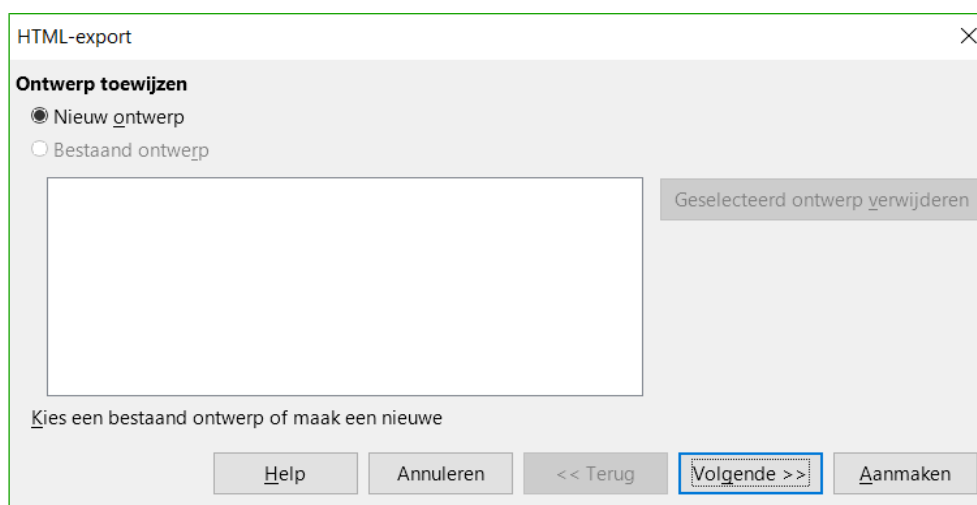 HTML-export
Ontwerp toewijzen
Nieuw ontwerp
Bestaand ontwerp
Geselecteerd ontwerp verwijderen
Kies een bestaand ontwerp of maak een nieuwe
Help Annuleren << Terug Volgende >> Aanmaken